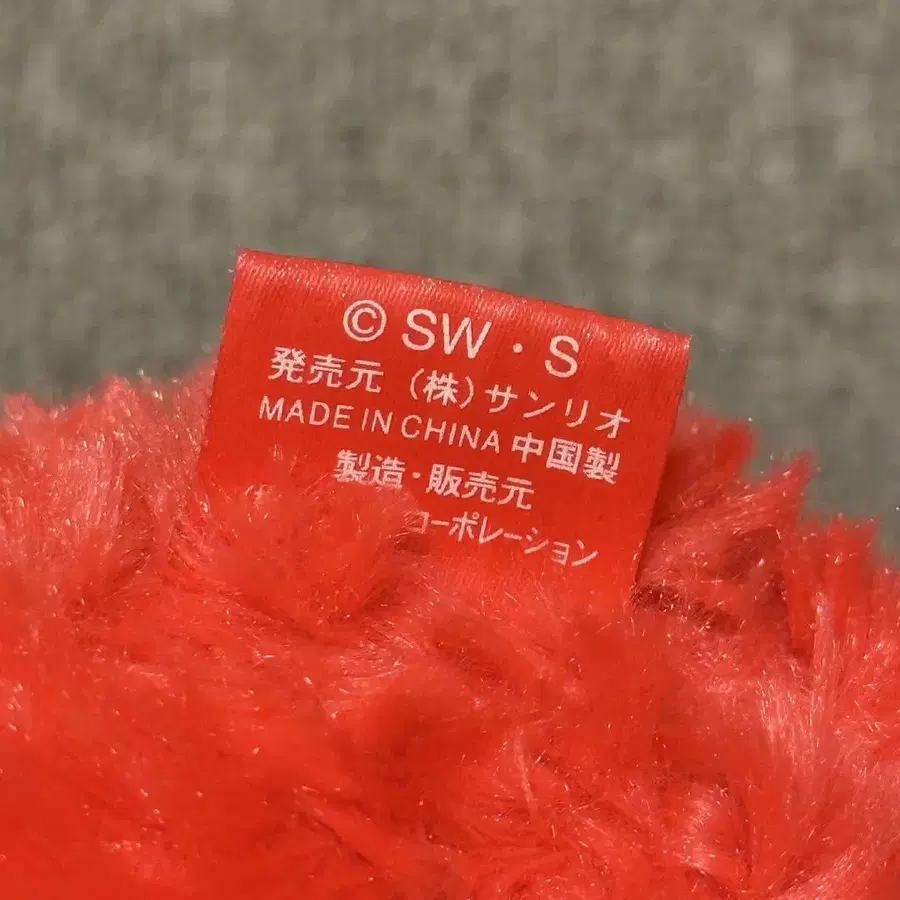 © SW・S
発売元 (株)サンリオ
MADE IN CHINA 中国製
製造・販売元
コーポレーション